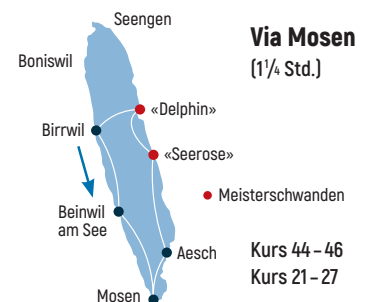 Seengen
Via Mosen
(1¼ Std.)
Boniswil
«Delphin»
Birrwil
«Seerose»
Meisterschwanden
Beinwil
am See
Aesch
Kurs 44–46
Kurs 21–27
Mosen